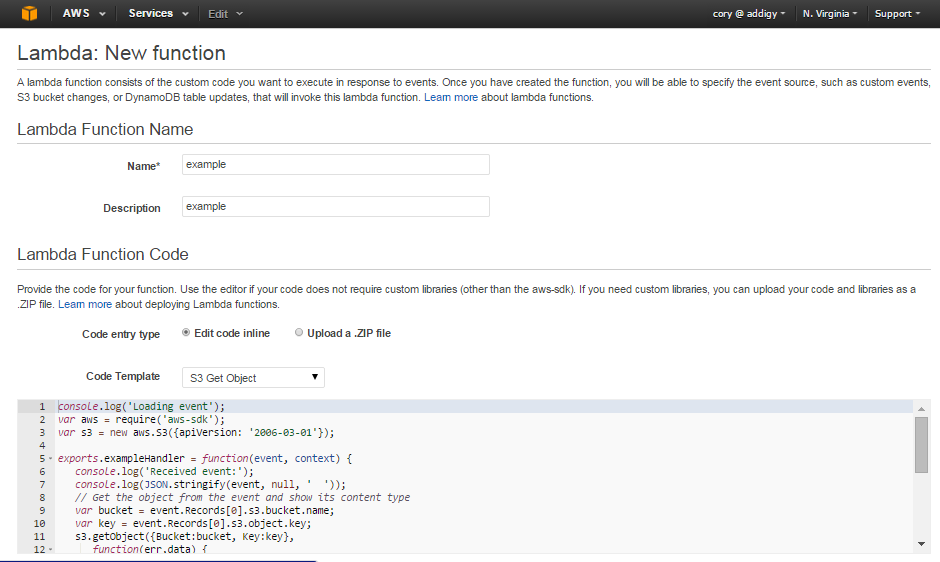 AWS Services Edit cory @ addigy N. Virginia Support
Lambda: New function
A lambda function consists of the custom code you want to execute in response to events. Once you have created the function, you will be able to specify the event source, such as custom events,
S3 bucket changes, or DynamoDB table updates, that will invoke this lambda function. Learn more about lambda functions.
Lambda Function Name
Name* example
Description example
Lambda Function Code
Provide the code for your function. Use the editor if your code does not require custom libraries (other than the aws-sdk). If you need custom libraries, you can upload your code and libraries as a
.ZIP file. Learn more about deploying Lambda functions.
Code entry type Edit code inline Upload a .ZIP file
Code Template S3 Get Object
1 console.log('Loading event');
2 var aws = require('aws-sdk');
3 var s3 = new aws.S3({apiVersion: '2006-03-01'});
4
5 exports.exampleHandler = function(event, context) {
6 console.log('Received event:');
7 console.log(JSON.stringify(event, null, '  '));
8 // Get the object from the event and show its content type
9 var bucket = event.Records[0].s3.bucket.name;
10 var key = event.Records[0].s3.object.key;
11 s3.getObject({Bucket:bucket, Key:key},
12 function(err,data) {